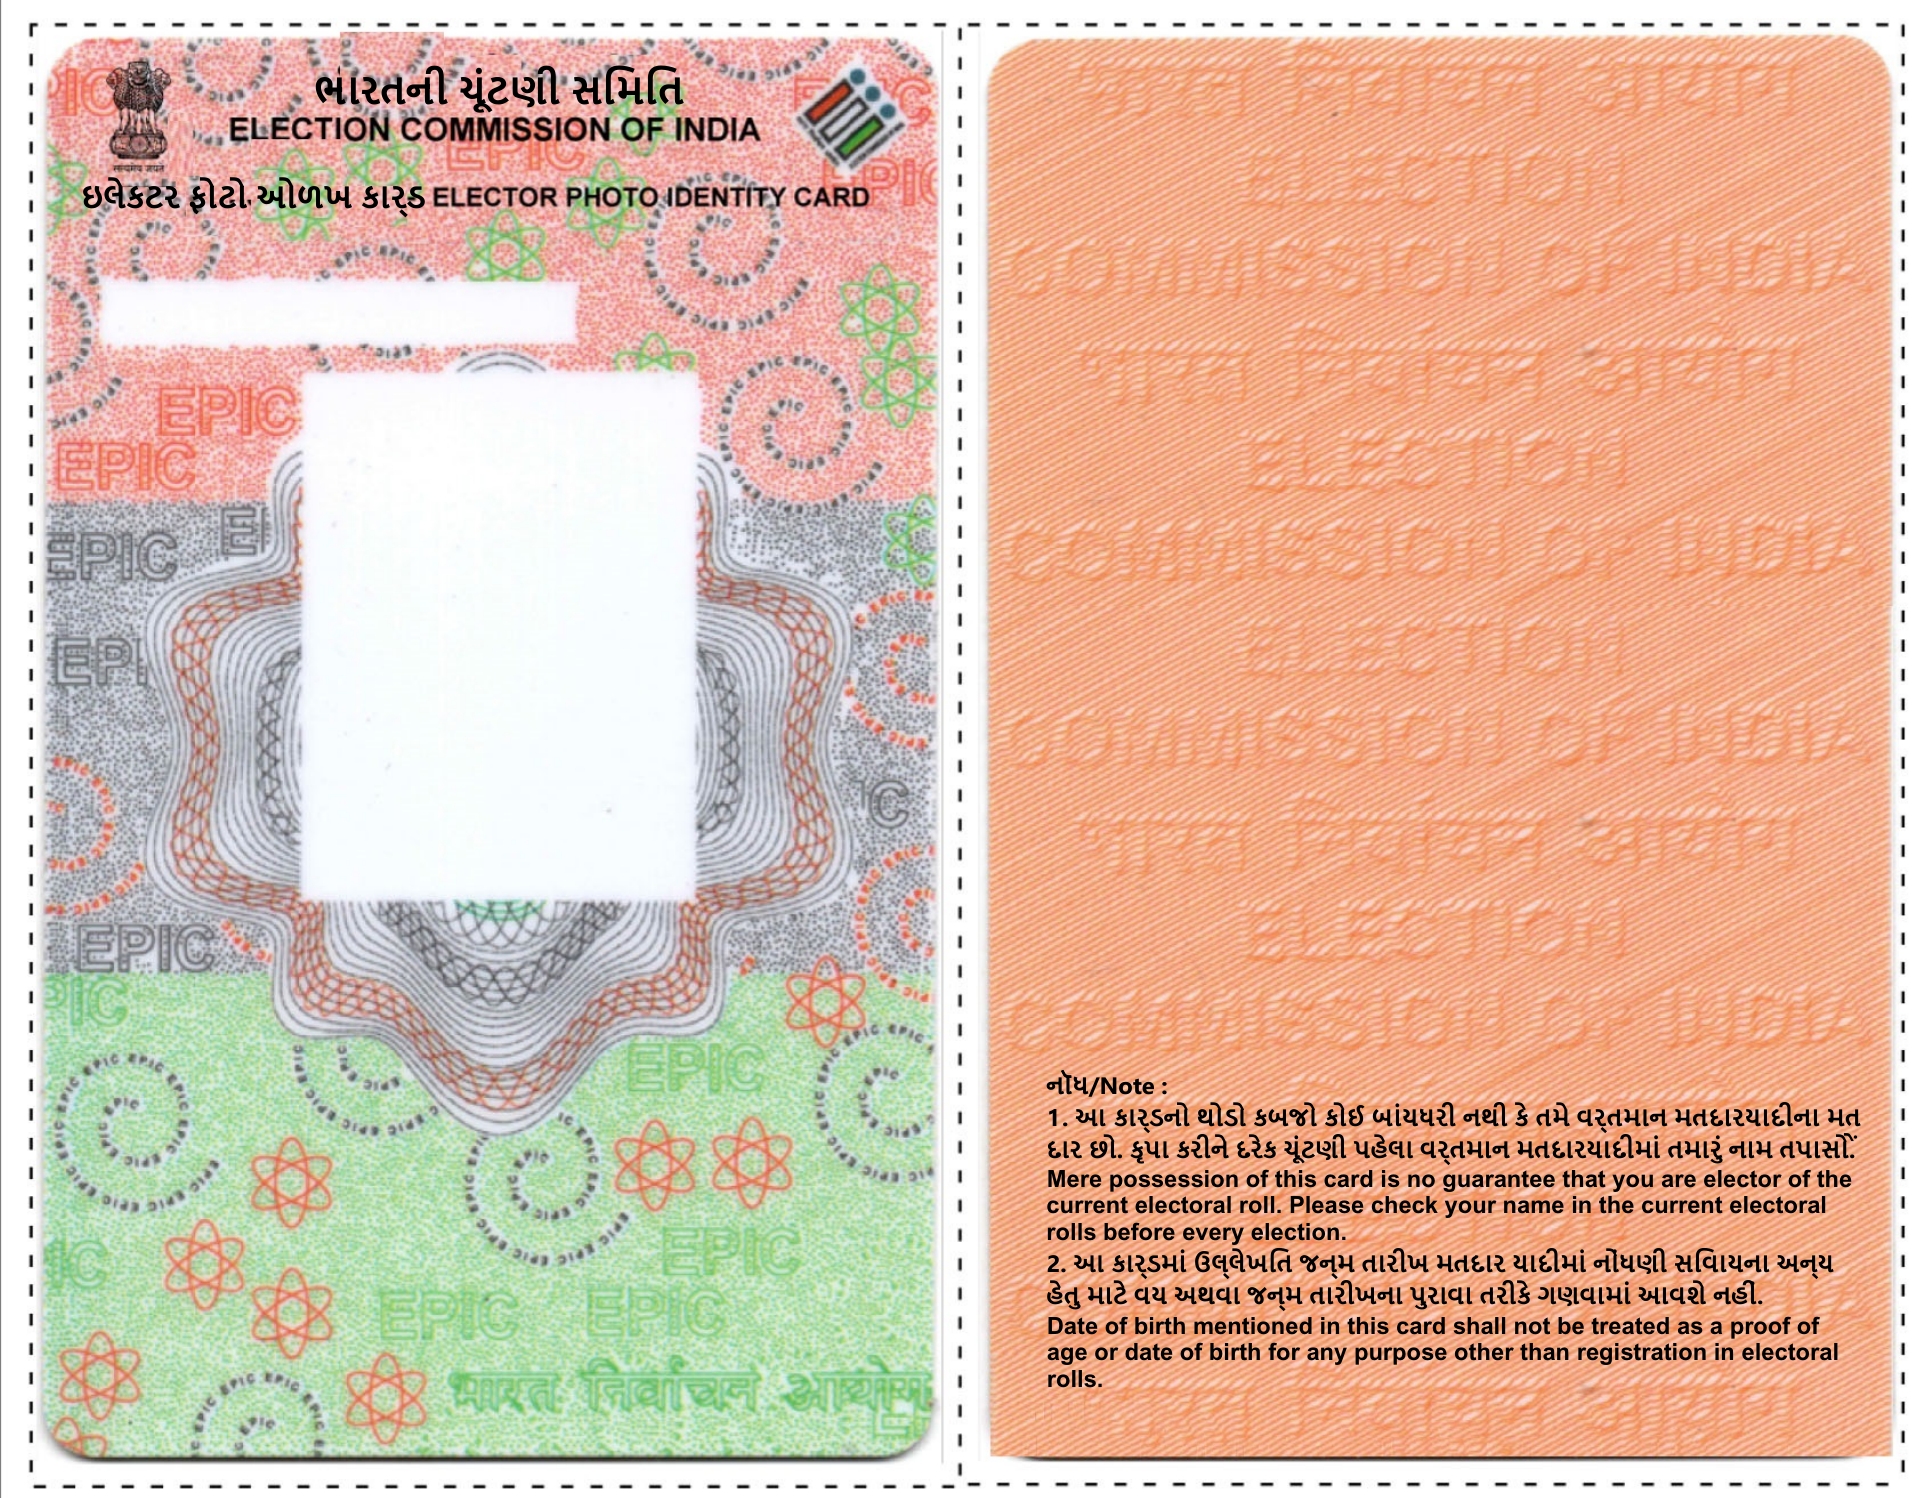 ભારતની ચૂંટણી સમિતિ
ELECTION COMMISSION OF INDIA
ઇલેકટર ફોટો ઓળખ કાર્ડ ELECTOR PHOTO IDENTITY CARD
सत्यमेव जयते
EPIC
EPIC
EPIC
EPIC
EPIC
EPIC
EPIC
EPIC
EPIC
भारत निर्वाचन आयोग
ELECTION
COMMISSION OF INDIA
भारत निर्वाचन आयोग
ELECTION
COMMISSION OF INDIA
ELECTION
COMMISSION OF INDIA
भारत निर्वाचन आयोग
ELECTION
COMMISSION OF INDIA
નોંધ/Note :
1. આ કાર્ડનો થોડો કબજો કોઈ બાંયધરી નથી કે તમે વર્તમાન મતદારયાદીના મત
દાર છો. કૃપા કરીને દરેક ચૂંટણી પહેલા વર્તમાન મતદારયાદીમાં તમારું નામ તપાસોં.
Mere possession of this card is no guarantee that you are elector of the
current electoral roll. Please check your name in the current electoral
rolls before every election.
2. આ કાર્ડમાં ઉલ્લેખતિ જન્મ તારીખ મતદાર યાદીમાં નોંધણી સવિાયના અન્ય
હેતુ માટે વય અથવા જન્મ તારીખના પુરાવા તરીકે ગણવામાં આવશે નહીં.
Date of birth mentioned in this card shall not be treated as a proof of
age or date of birth for any purpose other than registration in electoral
rolls.